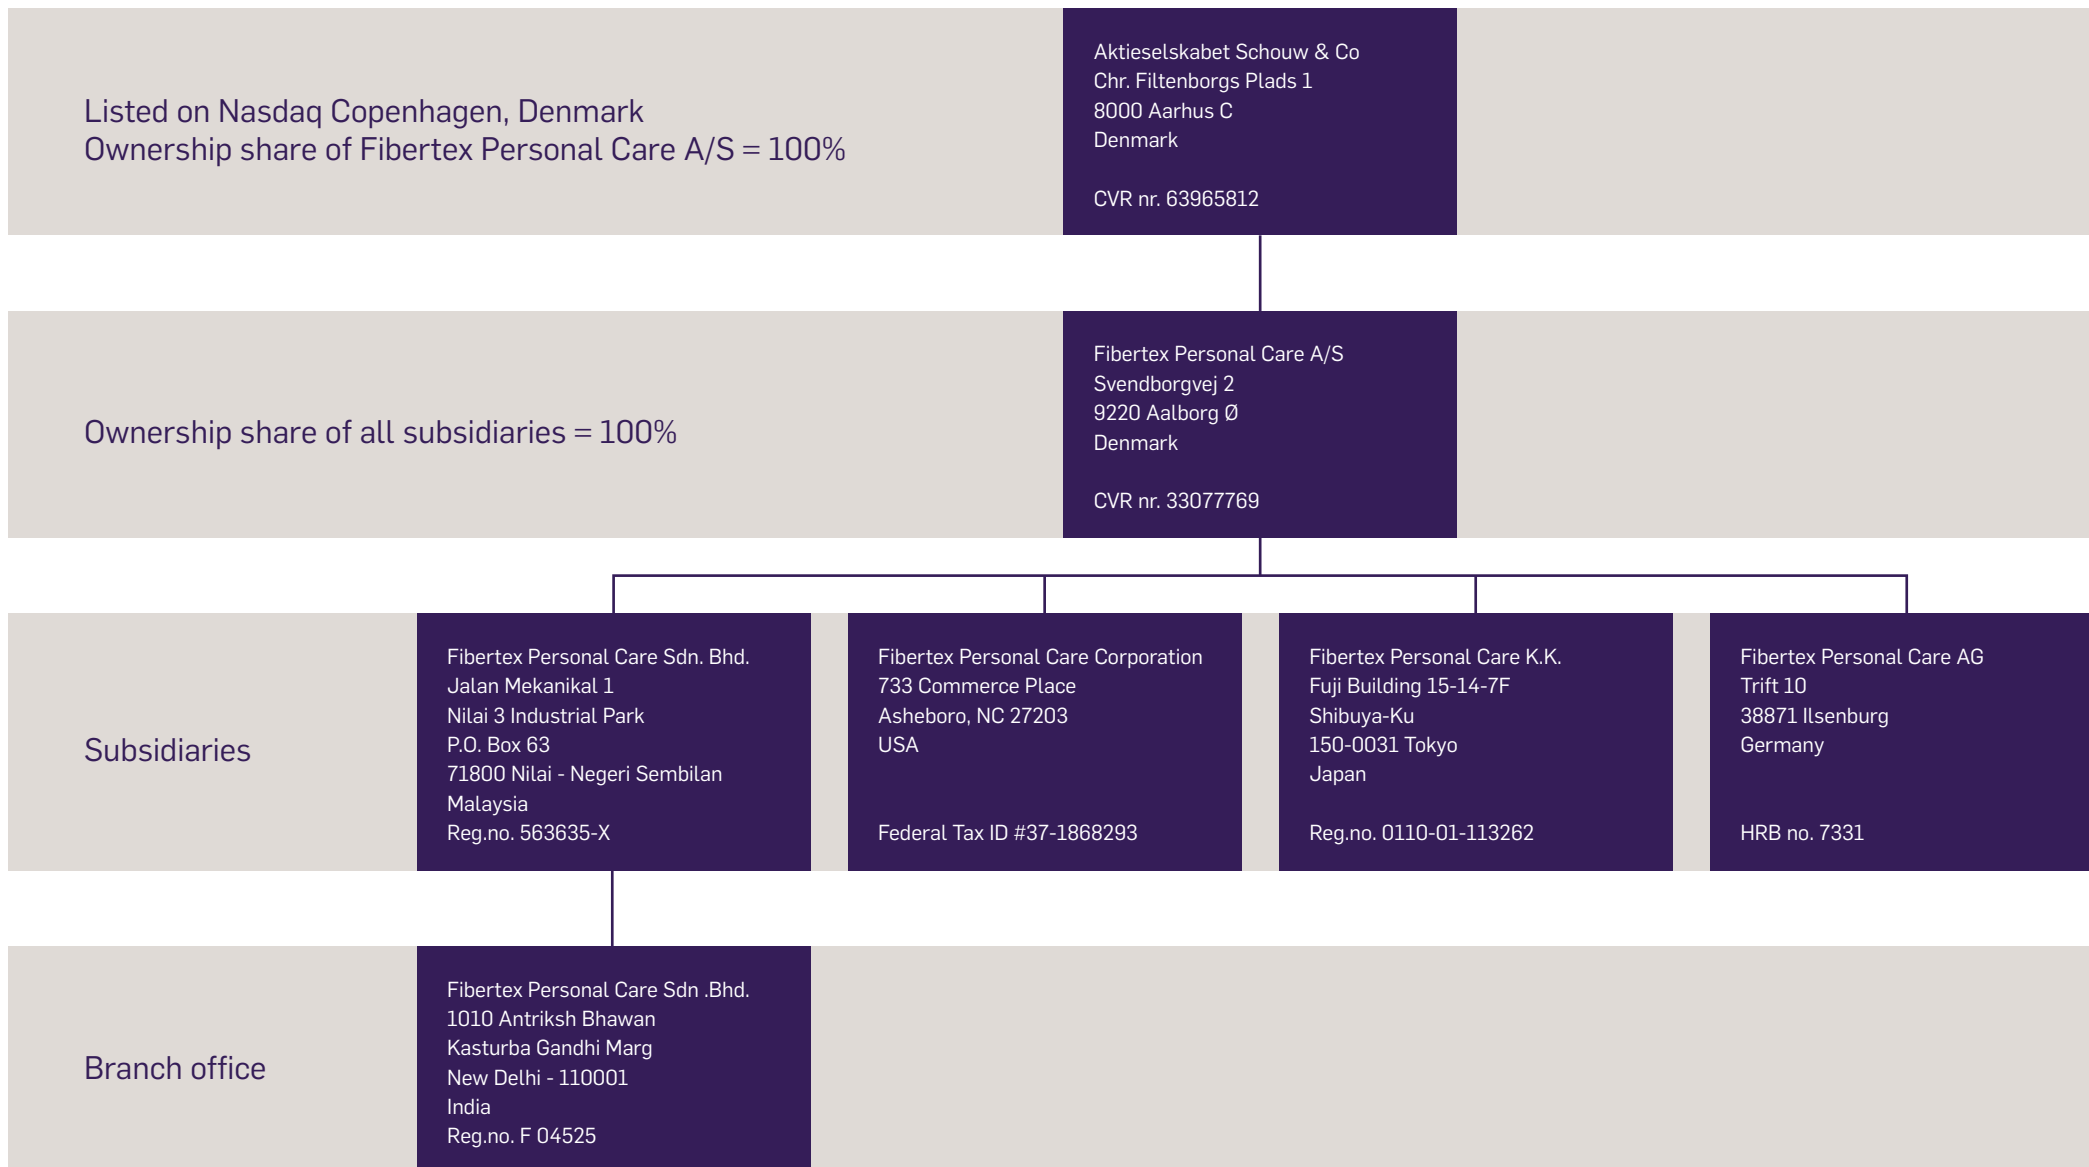 Listed on Nasdaq Copenhagen, Denmark
Ownership share of Fibertex Personal Care A/S = 100%
Aktieselskabet Schouw & Co
Chr. Filtenborgs Plads 1
8000 Aarhus C
Denmark
CVR nr. 63965812
Ownership share of all subsidiaries = 100%
Fibertex Personal Care A/S
Svendborgvej 2
9220 Aalborg Ø
Denmark
CVR nr. 33077769
Subsidiaries
Fibertex Personal Care Sdn. Bhd.
Jalan Mekanikal 1
Nilai 3 Industrial Park
P.O. Box 63
71800 Nilai - Negeri Sembilan
Malaysia
Reg.no. 563635-X
Fibertex Personal Care Corporation
733 Commerce Place
Asheboro, NC 27203
USA
Federal Tax ID #37-1868293
Fibertex Personal Care K.K.
Fuji Building 15-14-7F
Shibuya-Ku
150-0031 Tokyo
Japan
Reg.no. 0110-01-113262
Fibertex Personal Care AG
Trift 10
38871 Ilsenburg
Germany
HRB no. 7331
Branch office
Fibertex Personal Care Sdn .Bhd.
1010 Antriksh Bhawan
Kasturba Gandhi Marg
New Delhi - 110001
India
Reg.no. F 04525